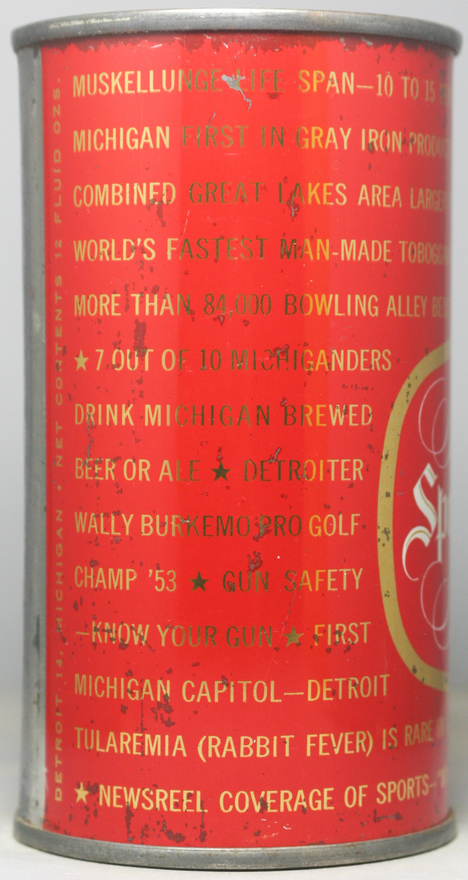 MUSKELLUNGE LIFE SPAN—10 TO 15
MICHIGAN FIRST IN GRAY IRON
COMBINED GREAT LAKES AREA
WORLD'S FASTEST MAN-MADE
MORE THAN 84,000 BOWLING ALLEY
★ 7 OUT OF 10 MICHIGANDERS
DRINK MICHIGAN BREWED
BEER OR ALE ★ DETROITER
WALLY BURKEMO PRO GOLF
CHAMP '53 ★ GUN SAFETY
—KNOW YOUR GUN ★ FIRST
MICHIGAN CAPITOL—DETROIT
TULAREMIA (RABBIT FEVER) IS RARE
★ NEWSREEL COVERAGE OF SPORTS—
DETROIT 14, MICHIGAN • NET CONTENTS 12 FLUID OZS.
Sp